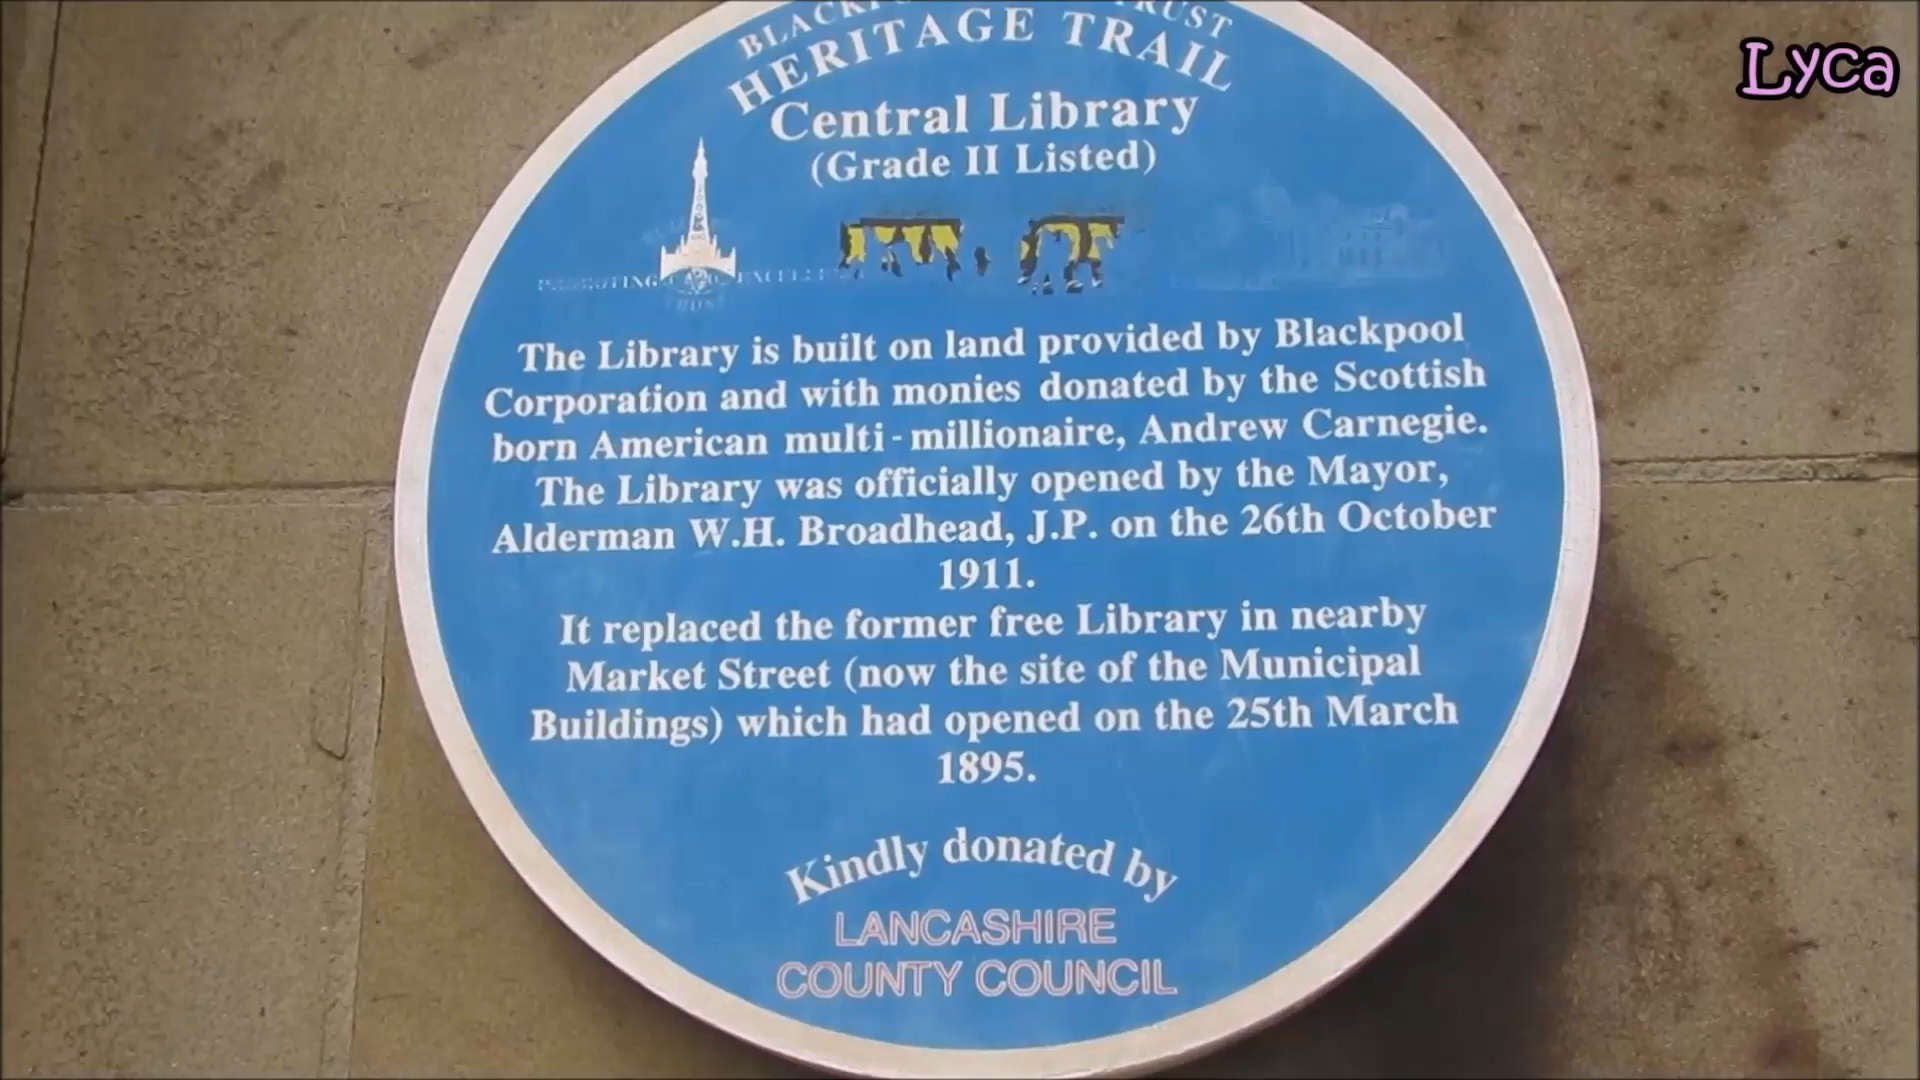 Lyca
HERITAGE TRAIL
Central Library
(Grade II Listed)
The Library is built on land provided by Blackpool
Corporation and with monies donated by the Scottish
born American multi-millionaire, Andrew Carnegie.
The Library was officially opened by the Mayor,
Alderman W.H. Broadhead, J.P. on the 26th October
1911.
It replaced the former free Library in nearby
Market Street (now the site of the Municipal
Buildings) which had opened on the 25th March
1895.
Kindly donated by
LANCASHIRE
COUNTY COUNCIL